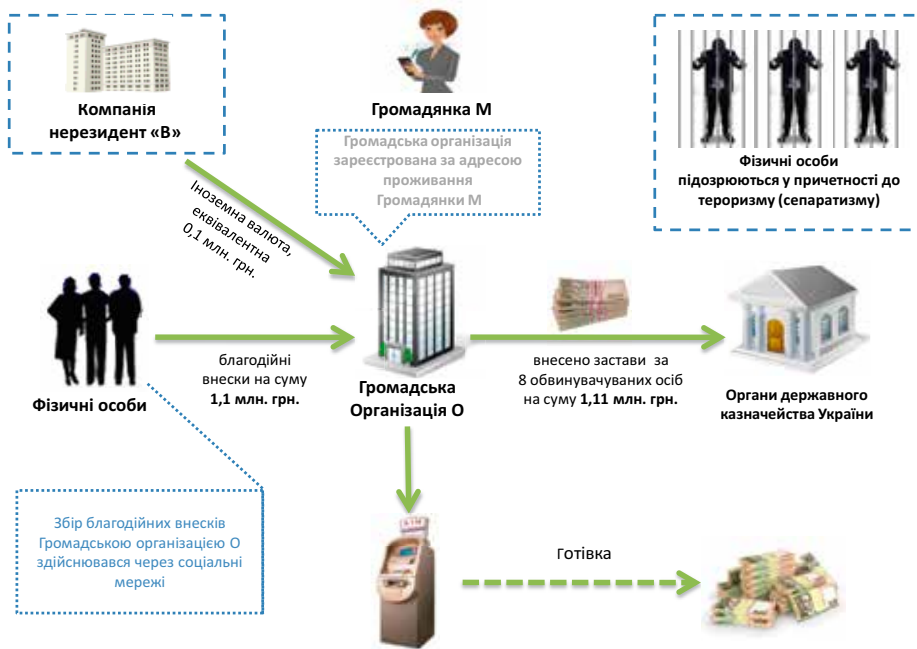 Компанія
нерезидент «В»
Громадянка М
Громадська організація
зареєстрована за адресою
проживання
Громадянки М
Фізичні особи
підозрюються у причетності до
тероризму (сепаратизму)
Іноземна валюта,
еквівалентна
0,1 млн. грн.
Фізичні особи
благодійні
внески на суму
1,1 млн. грн.
Громадська
Організація О
внесено застави за
8 обвинувачуваних осіб
на суму 1,11 млн. грн.
Органи державного
казначейства України
Збір благодійних внесків
Громадською організацією О
здійснювався через соціальні
мережі
ATM
Готівка